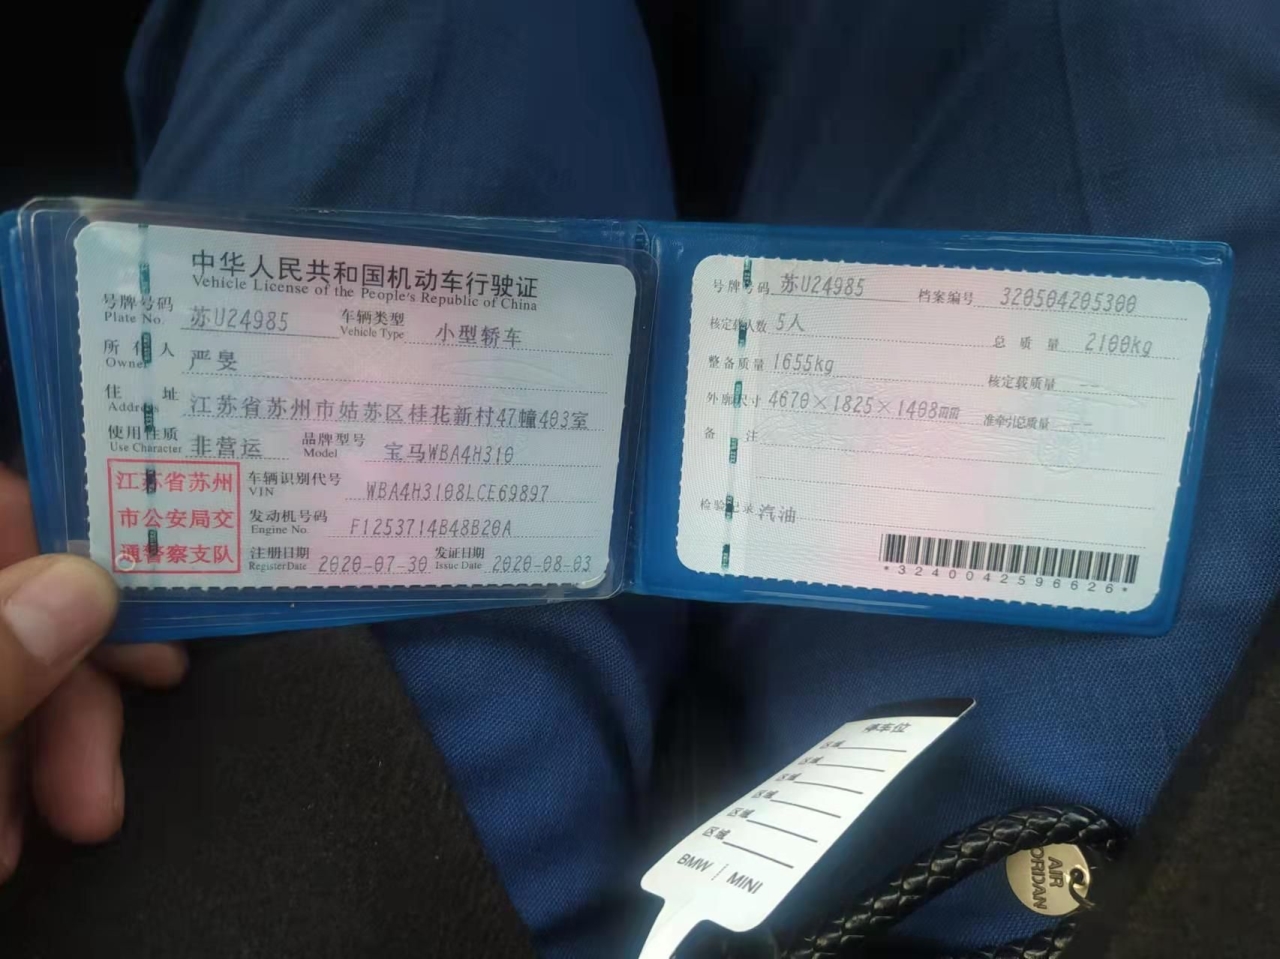 中华人民共和国机动车行驶证
Vehicle License of the People's Republic of China
号牌号码 苏U24985 车辆类型 小型轿车
Plate No. Vehicle Type
所有人 严旻
Owner
住址 江苏省苏州市姑苏区桂花新村47幢403室
Address
使用性质 非营运 品牌型号 宝马WBA4H310
Use Character Model
江苏省苏州
市公安局交
通警察支队
车辆识别代号 WBA4H3108LCE69897
VIN
发动机号码 F1253714B48B20A
Engine No.
注册日期 2020-07-30 发证日期 2020-08-03
Register Date Issue Date
号牌号码 苏U24985 档案编号 320504205300
核定载人数 5人 总质量 2100kg
整备质量 1655kg 核定载质量 --
外廓尺寸 4670×1825×1408mm 准牵引总质量 --
备注
检验记录 汽油
*3240042596626*
停车位
区域
区域
区域
区域
区域
区域
BMW | MINI
AIR
JORIDAN